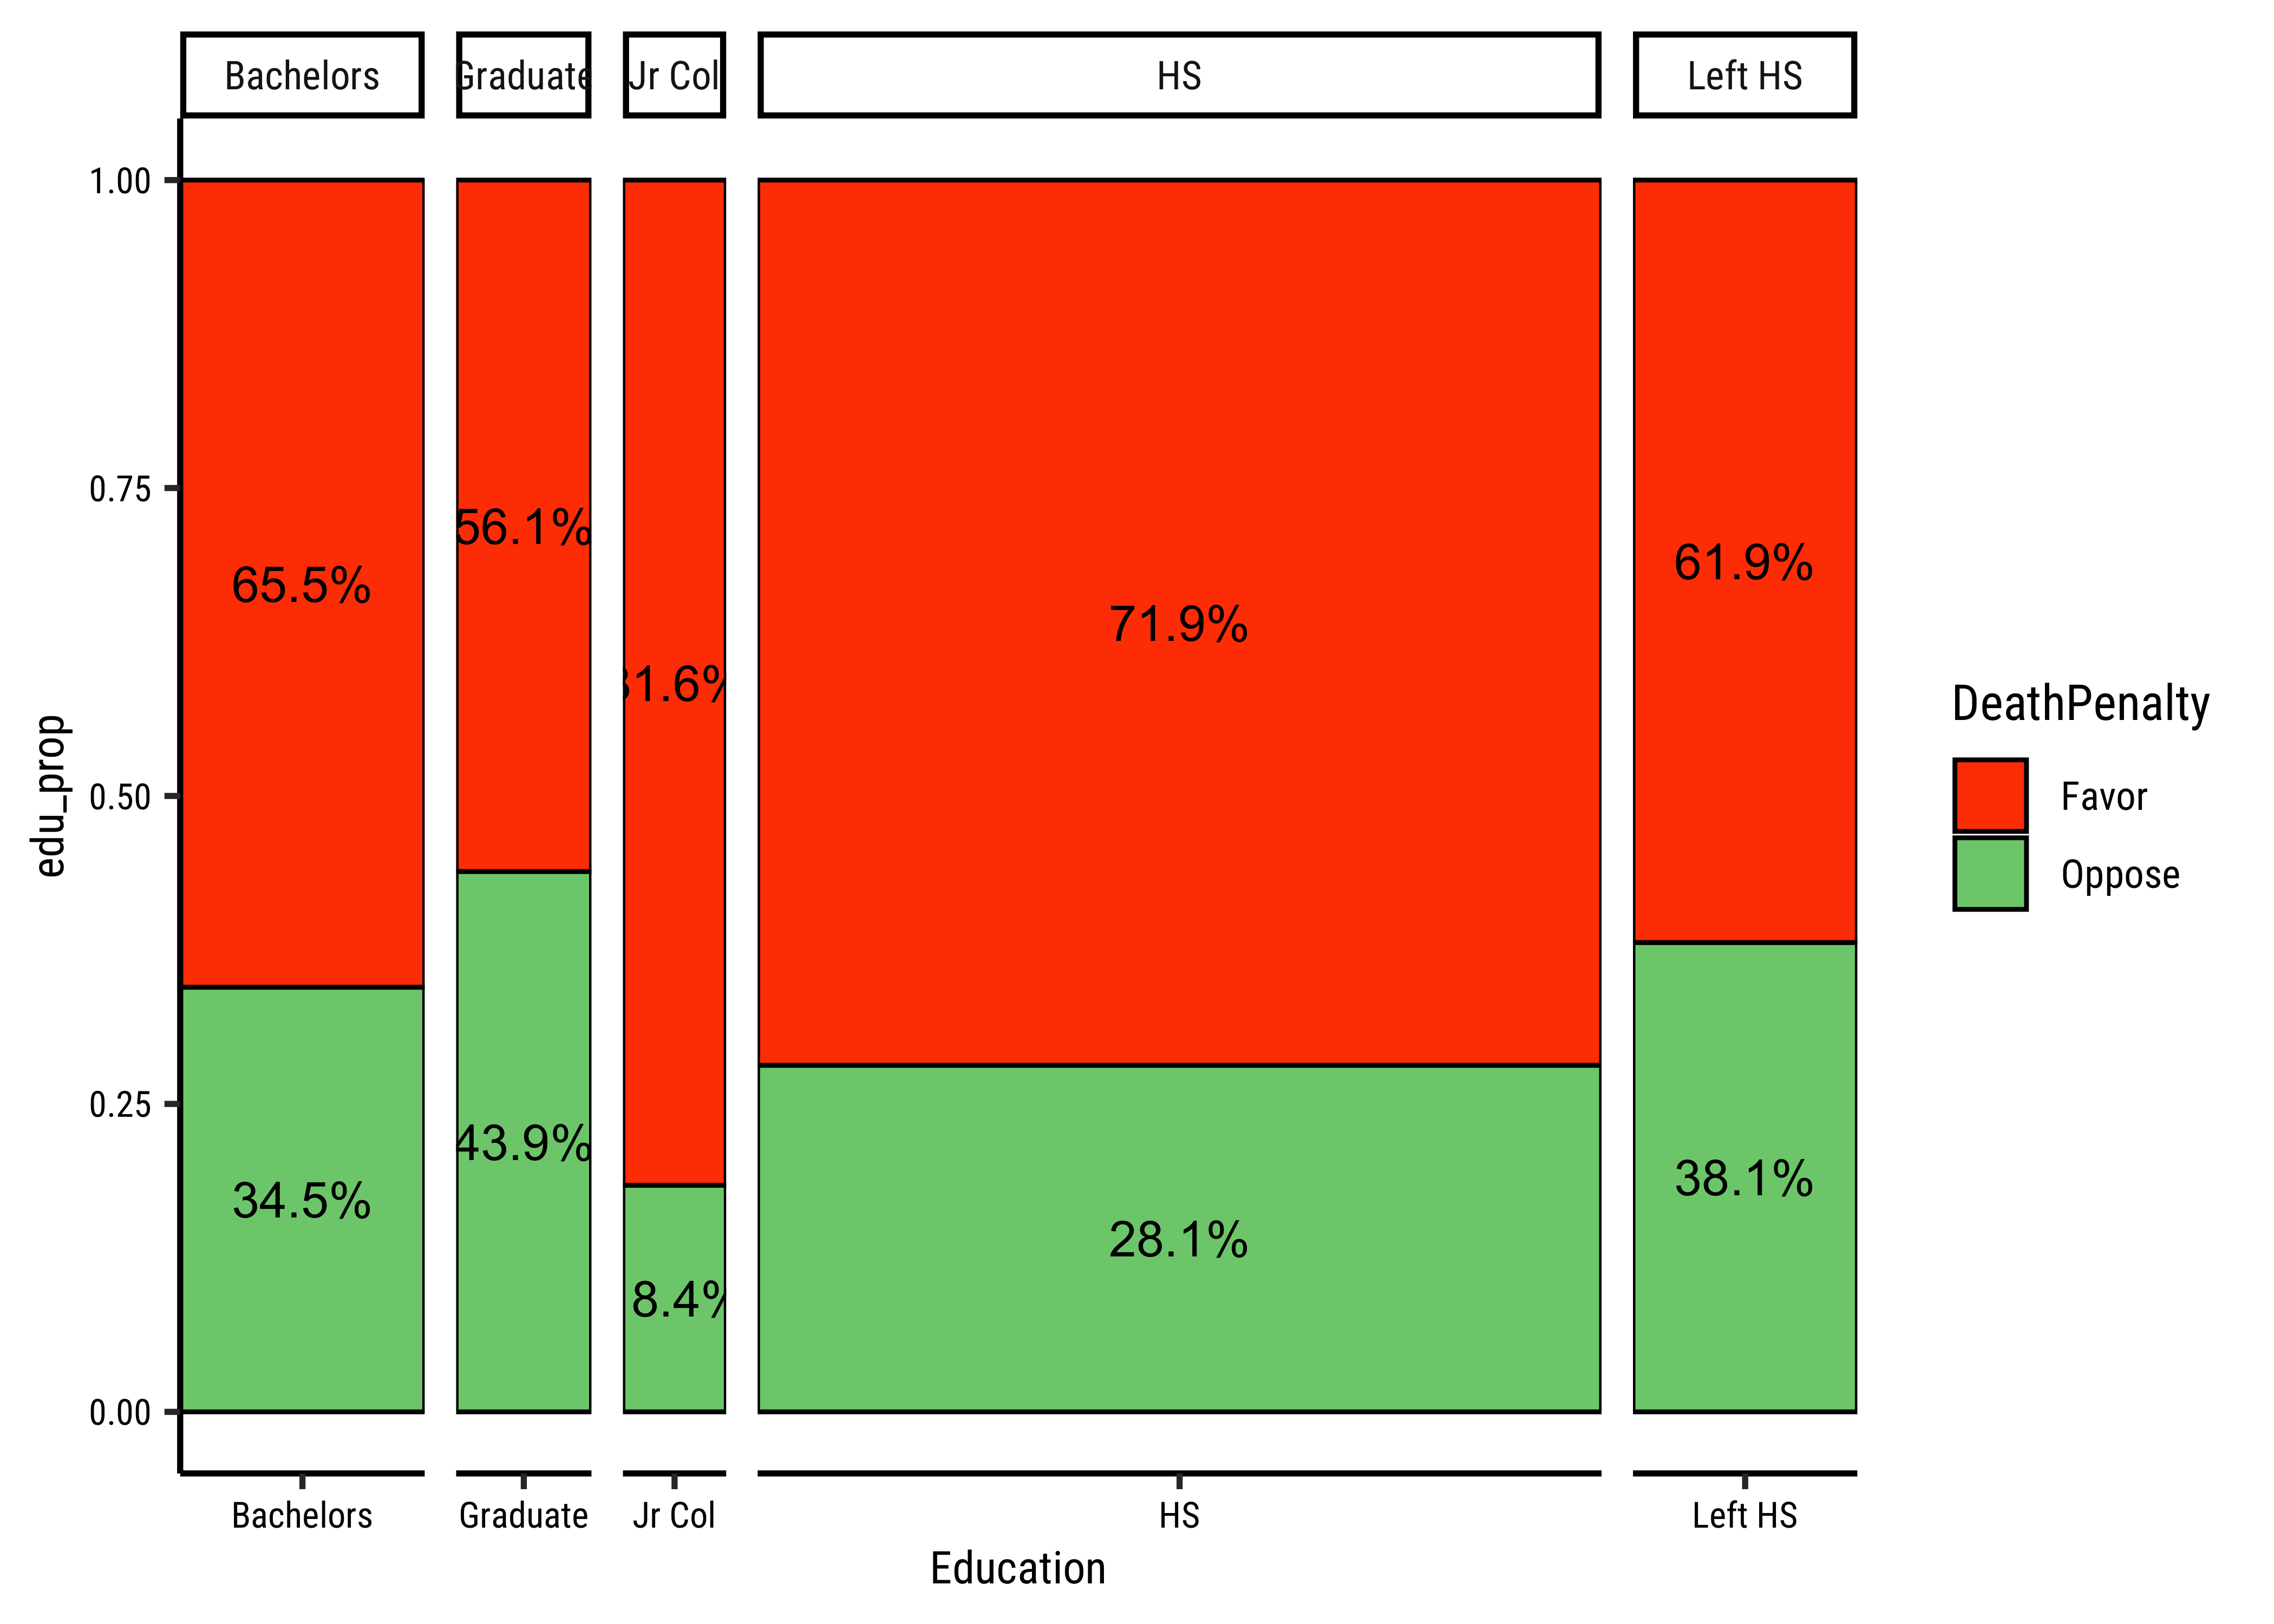 Bachelors
Graduate
Jr Col
HS
Left HS
1.00
0.75
0.50
0.25
0.00
edu_prop
65.5%
34.5%
56.1%
43.9%
31.6%
8.4%
71.9%
28.1%
61.9%
38.1%
DeathPenalty
Favor
Oppose
Bachelors
Graduate
Jr Col
HS
Left HS
Education